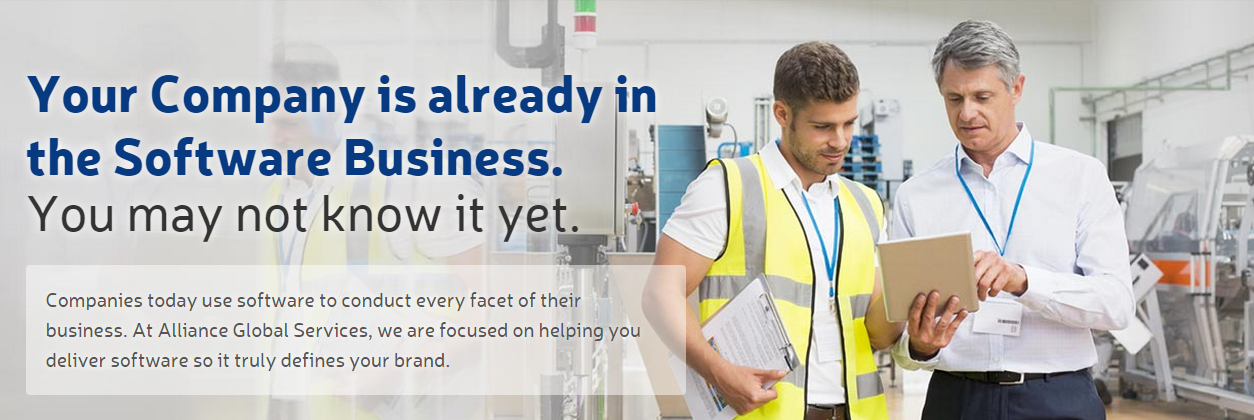 Your Company is already in
the Software Business.
You may not know it yet.
Companies today use software to conduct every facet of their
business. At Alliance Global Services, we are focused on helping you
deliver software so it truly defines your brand.